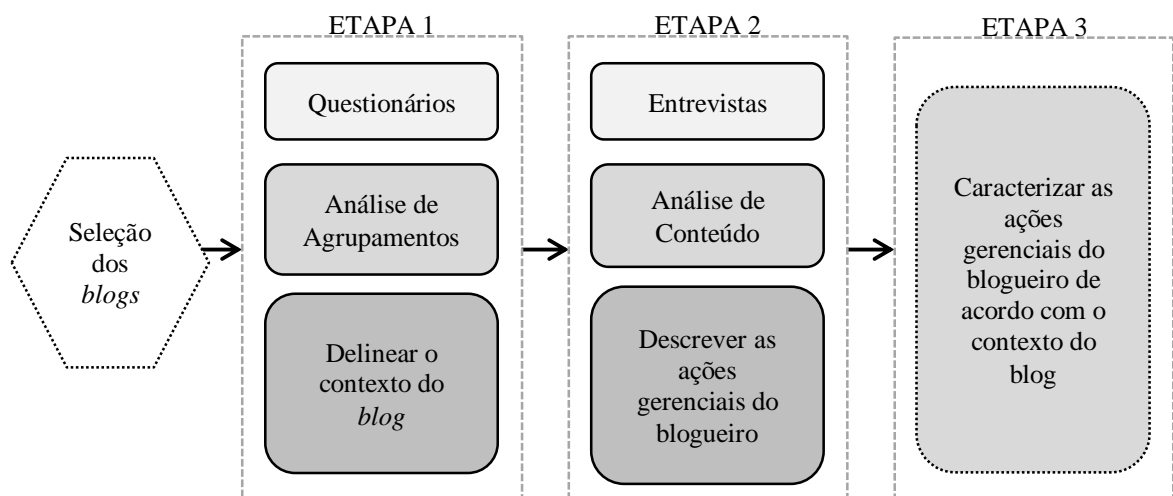 Seleção
dos
blogs
ETAPA 1
Questionários
Análise de
Agrupamentos
Delinear o
contexto do
blog
ETAPA 2
Entrevistas
Análise de
Conteúdo
Descrever as
ações
gerenciais do
blogueiro
ETAPA 3
Caracterizar as
ações
gerenciais do
blogueiro de
acordo com o
contexto do
blog